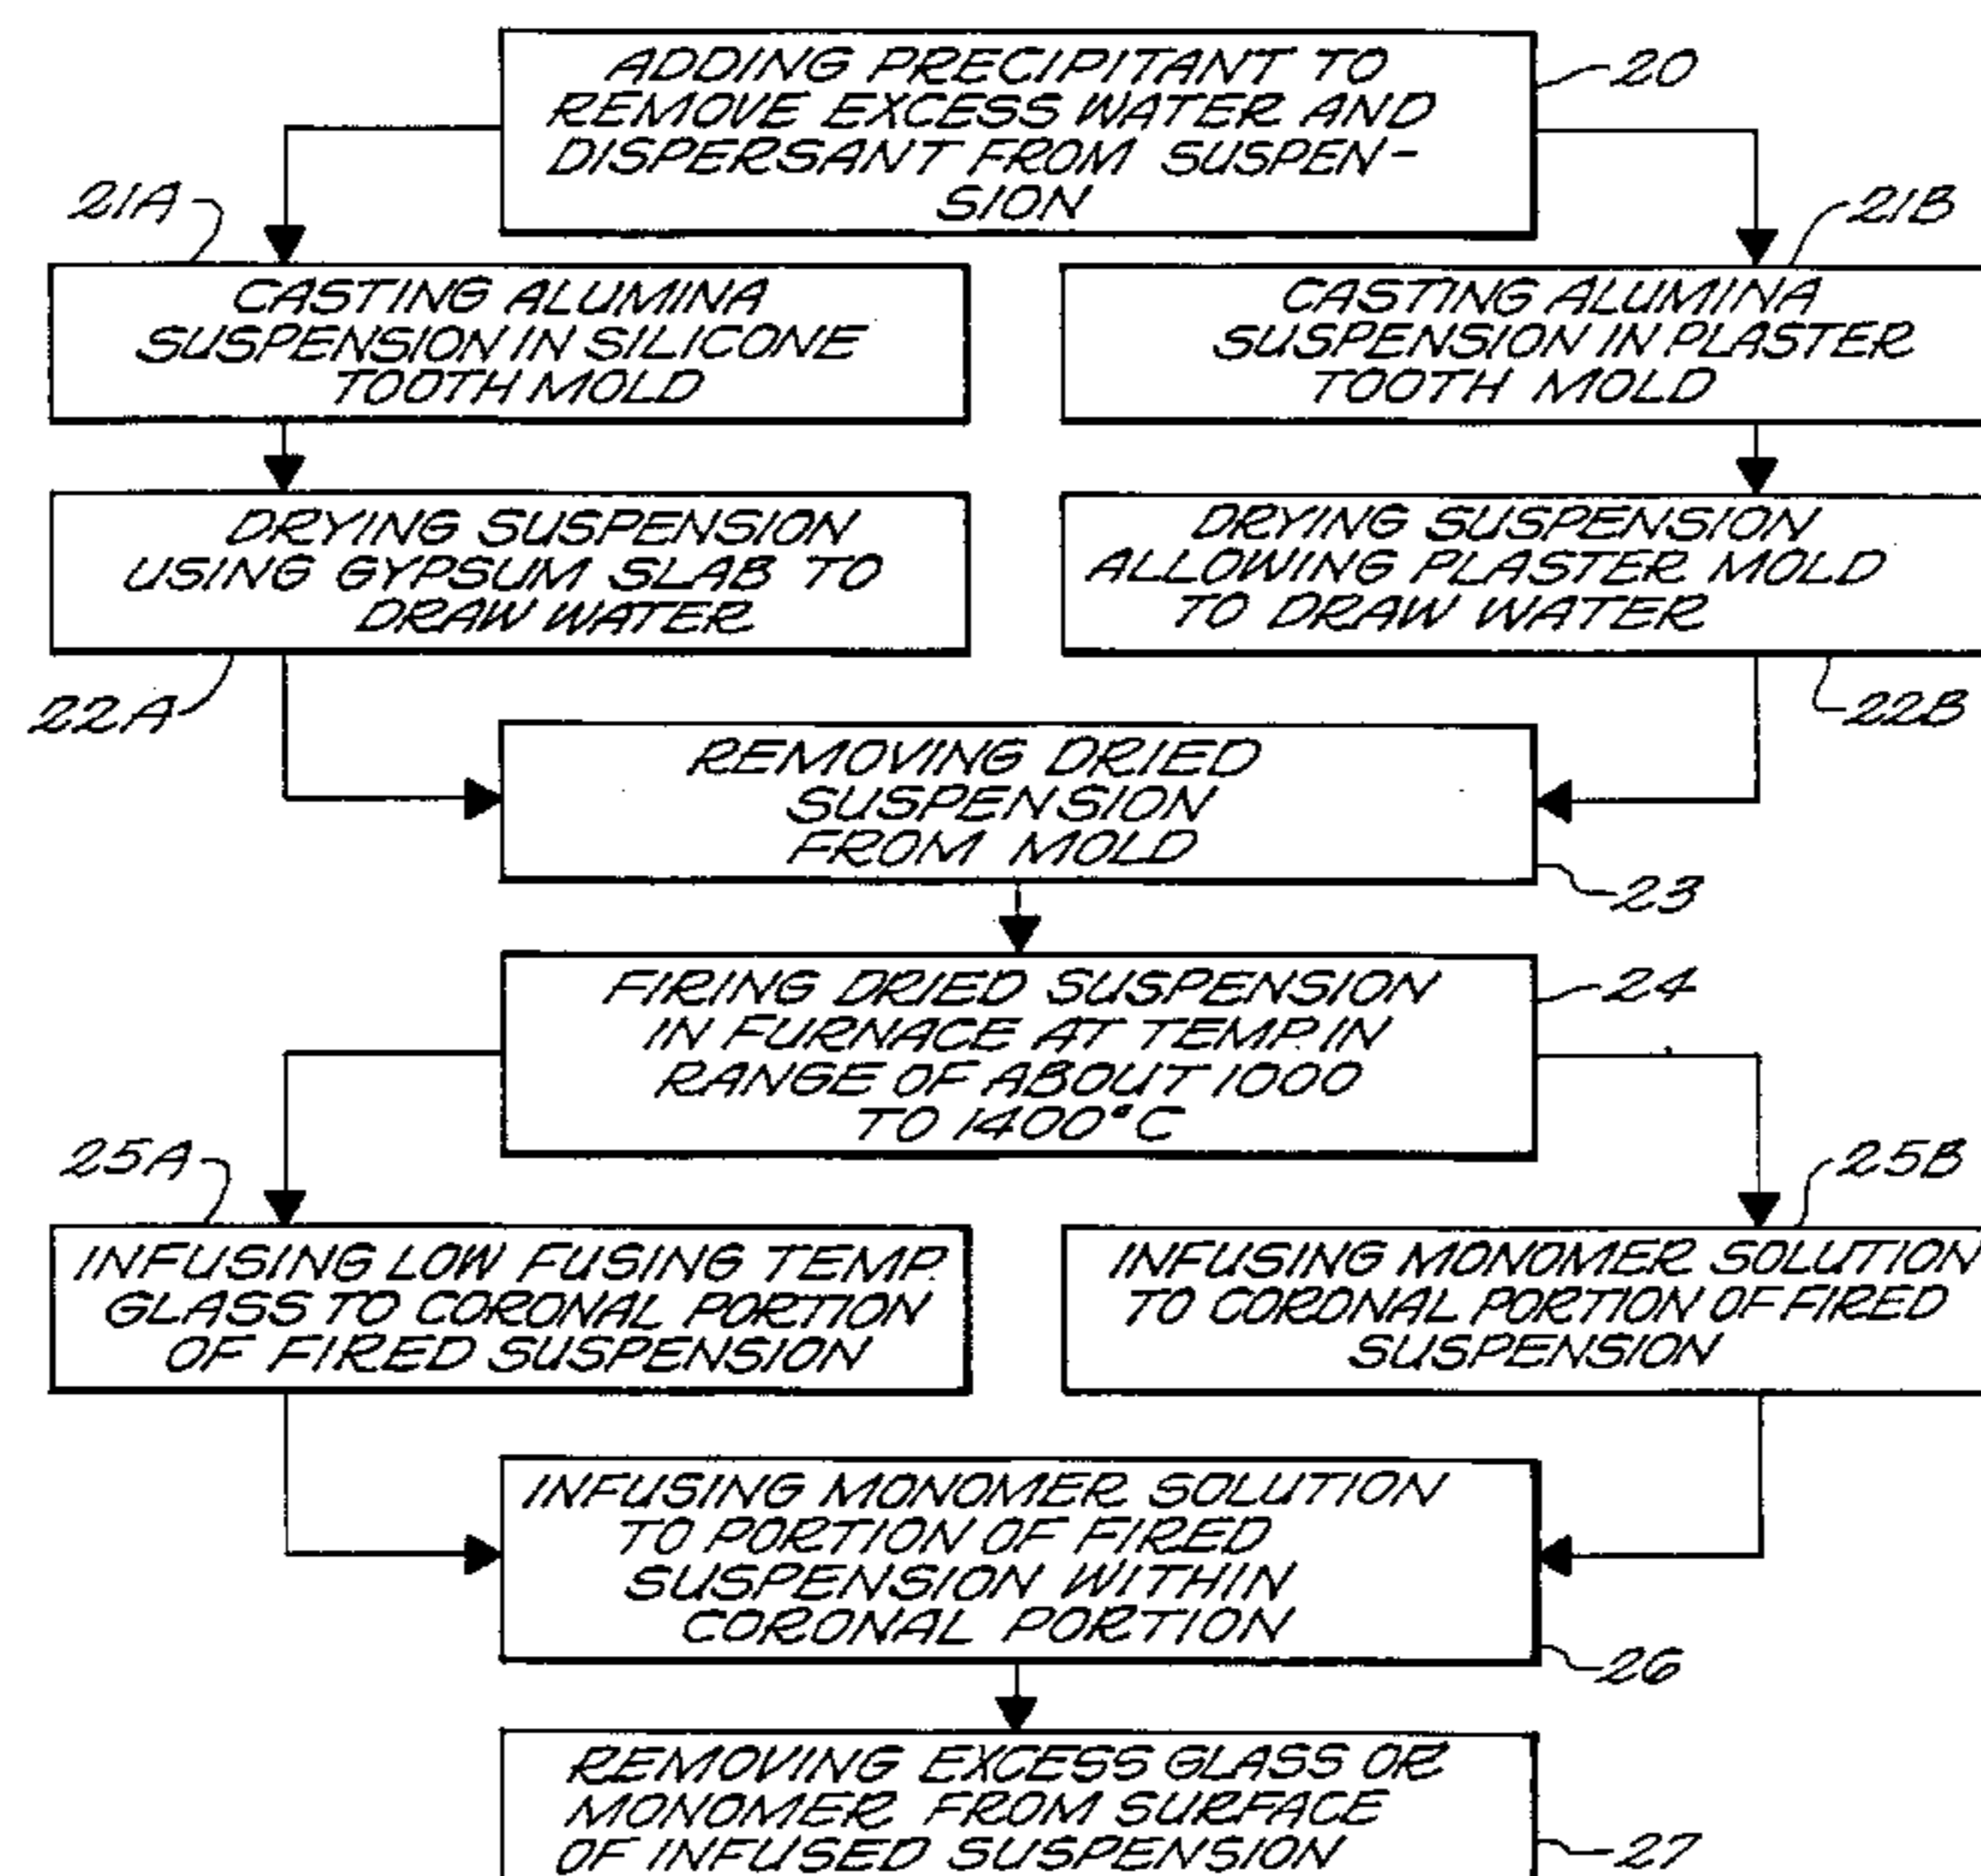 ADDING PRECIPITANT TO
REMOVE EXCESS WATER AND
DISPERSANT FROM SUSPEN-
SION
20
21A
CASTING ALUMINA
SUSPENSION IN SILICONE
TOOTH MOLD
21B
CASTING ALUMINA
SUSPENSION IN PLASTER
TOOTH MOLD
DRYING SUSPENSION
USING GYPSUM SLAB TO
DRAW WATER
22A
DRYING SUSPENSION
ALLOWING PLASTER MOLD
TO DRAW WATER
22B
REMOVING DRIED
SUSPENSION
FROM MOLD
23
FIRING DRIED SUSPENSION
IN FURNACE AT TEMP. IN
RANGE OF ABOUT 1000
TO 1400°C
24
25A
INFUSING LOW FUSING TEMP
GLASS TO CORONAL PORTION
OF FIRED SUSPENSION
25B
INFUSING MONOMER SOLUTION
TO CORONAL PORTION OF FIRED
SUSPENSION
INFUSING MONOMER SOLUTION
TO PORTION OF FIRED
SUSPENSION WITHIN
CORONAL PORTION
26
REMOVING EXCESS GLASS OR
MONOMER FROM SURFACE
OF INFUSED SUSPENSION
27